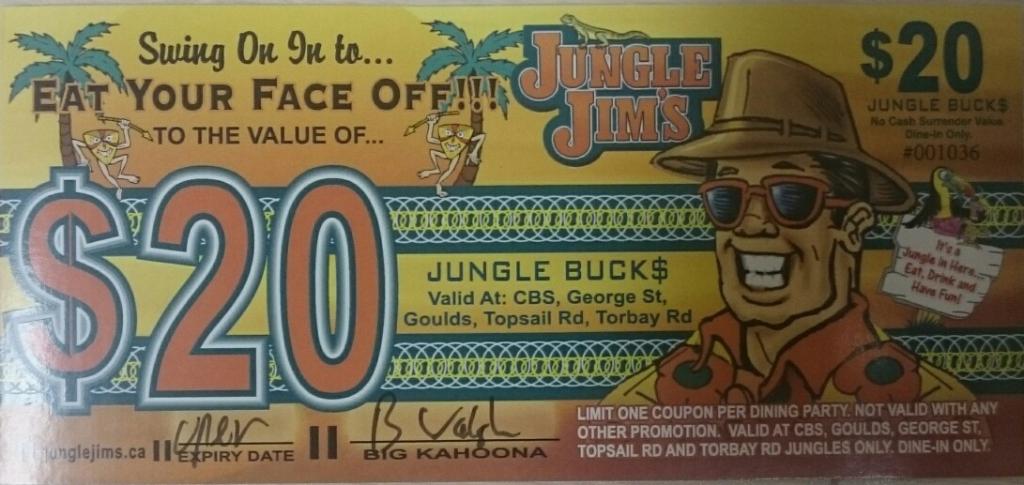 Swing On In to...
EAT YOUR FACE OFF!!!
TO THE VALUE OF...
$20
JUNGLE BUCK$
Valid At: CBS, George St,
Goulds, Topsail Rd, Torbay Rd
JUNGLE
JIM'S
$20
JUNGLE BUCK$
No Cash Surrender Value
Dine-In Only.
#001036
It's a
Jungle In Here...
Eat, Drink and
Have Fun!
junglejims.ca
EXPIRY DATE
BIG KAHOONA
LIMIT ONE COUPON PER DINING PARTY. NOT VALID WITH ANY
OTHER PROMOTION. VALID AT CBS, GOULDS, GEORGE ST,
TOPSAIL RD AND TORBAY RD JUNGLES ONLY. DINE-IN ONLY.